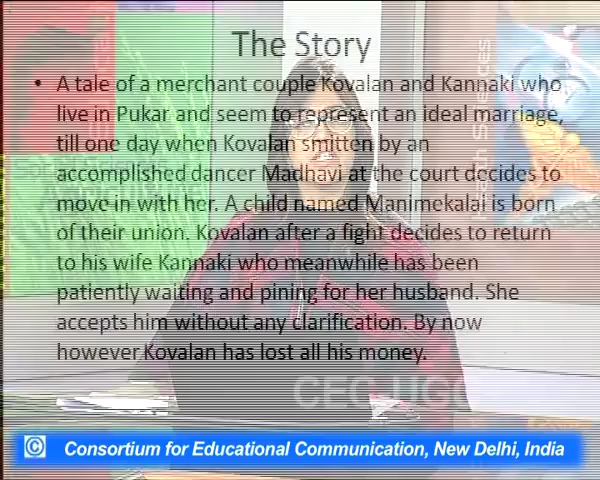 The Story
• A tale of a merchant couple Kovalan and Kannaki who
live in Pukar and seem to represent an ideal marriage,
till one day when Kovalan smitten by an
accomplished dancer Madhavi at the court decides to
move in with her. A child named Manimekalai is born
of their union. Kovalan after a fight decides to return
to his wife Kannaki who meanwhile has been
patiently waiting and pining for her husband. She
accepts him without any clarification. By now
however Kovalan has lost all his money.
Health Sciences
CEC-UGC
© Consortium for Educational Communication, New Delhi, India